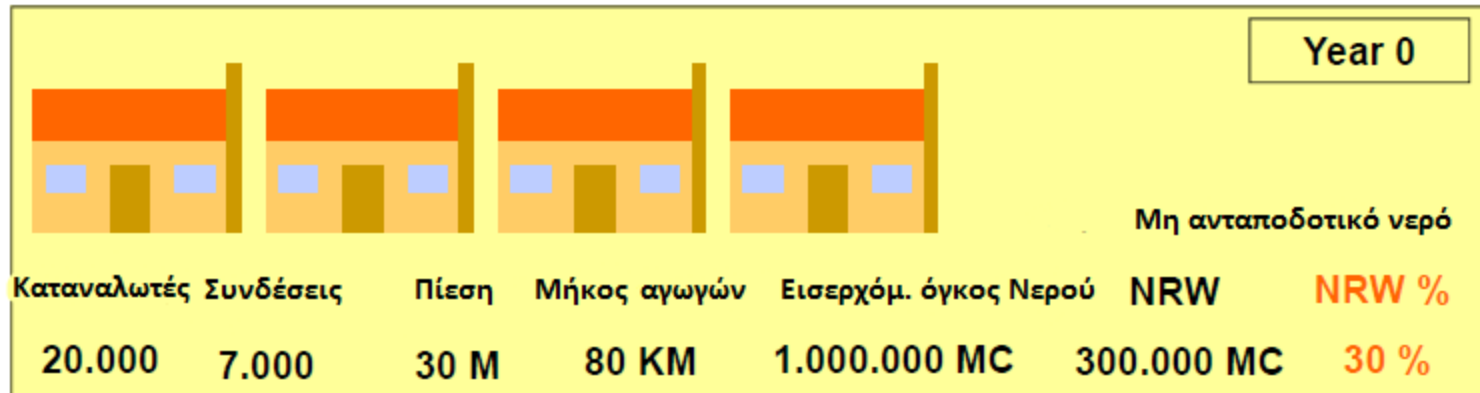 Year 0
Μη ανταποδοτικό νερό
Καταναλωτές Συνδέσεις Πίεση Μήκος αγωγών Εισερχόμ. όγκος Νερού NRW NRW %
20.000 7.000 30 M 80 KM 1.000.000 MC 300.000 MC 30 %